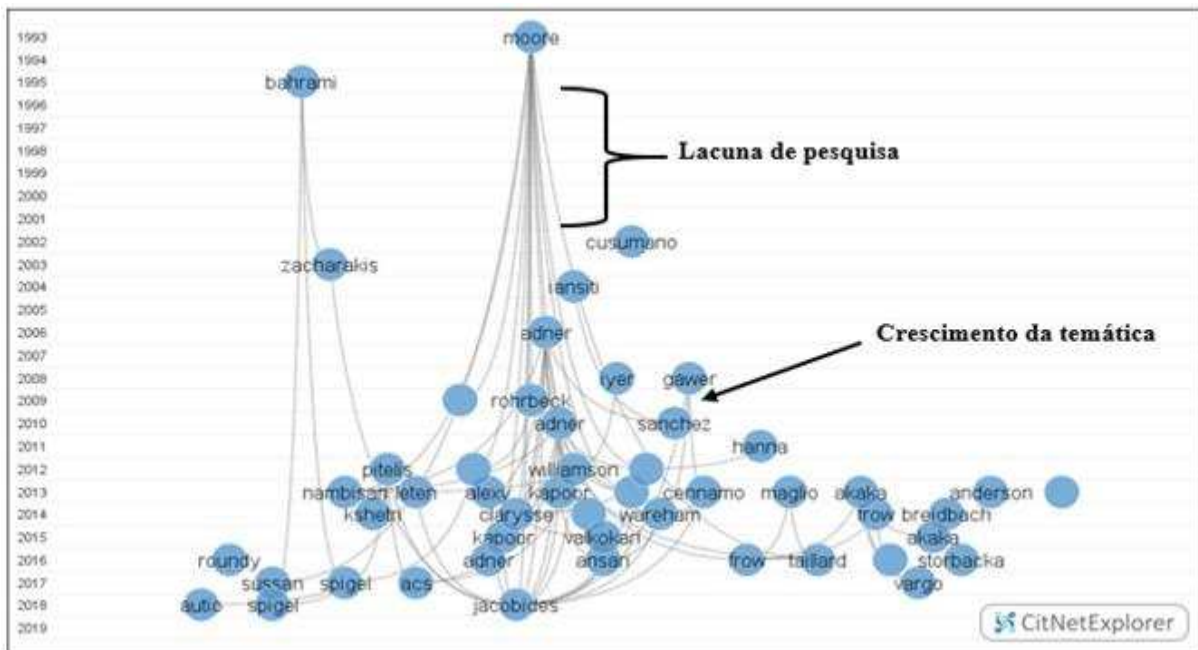 1993
moore
1994
1995
bahrami
1996
1997
1998
Lacuna de pesquisa
1999
2000
2001
2002
cusumano
2003
zacharakis
2004
iansiti
2005
2006
adner
Crescimento da temática
2007
2008
iyer
gawer
2009
rohrbeck
2010
adner
sanchez
2011
hanna
2012
pitelis
williamson
2013
nambisan
leten
alexy
kapoor
cennamo
maglio
akaka
anderson
2014
kshetri
clarysse
wareham
frow
breidbach
2015
kapoor
valkokari
akaka
2016
roundy
adner
ansari
frow
taillard
storbacka
2017
sussan
spigel
acs
vargo
2018
autio
spigel
jacobides
2019
CitNetExplorer